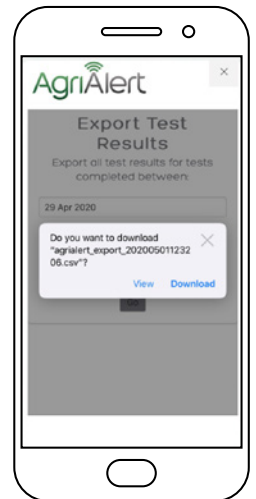 AgriAlert
×
Export Test
Results
Export all test results for tests
completed between:
29 Apr 2020
Do you want to download
"agrialert_export_202005011232
06.csv"?
View Download
Go